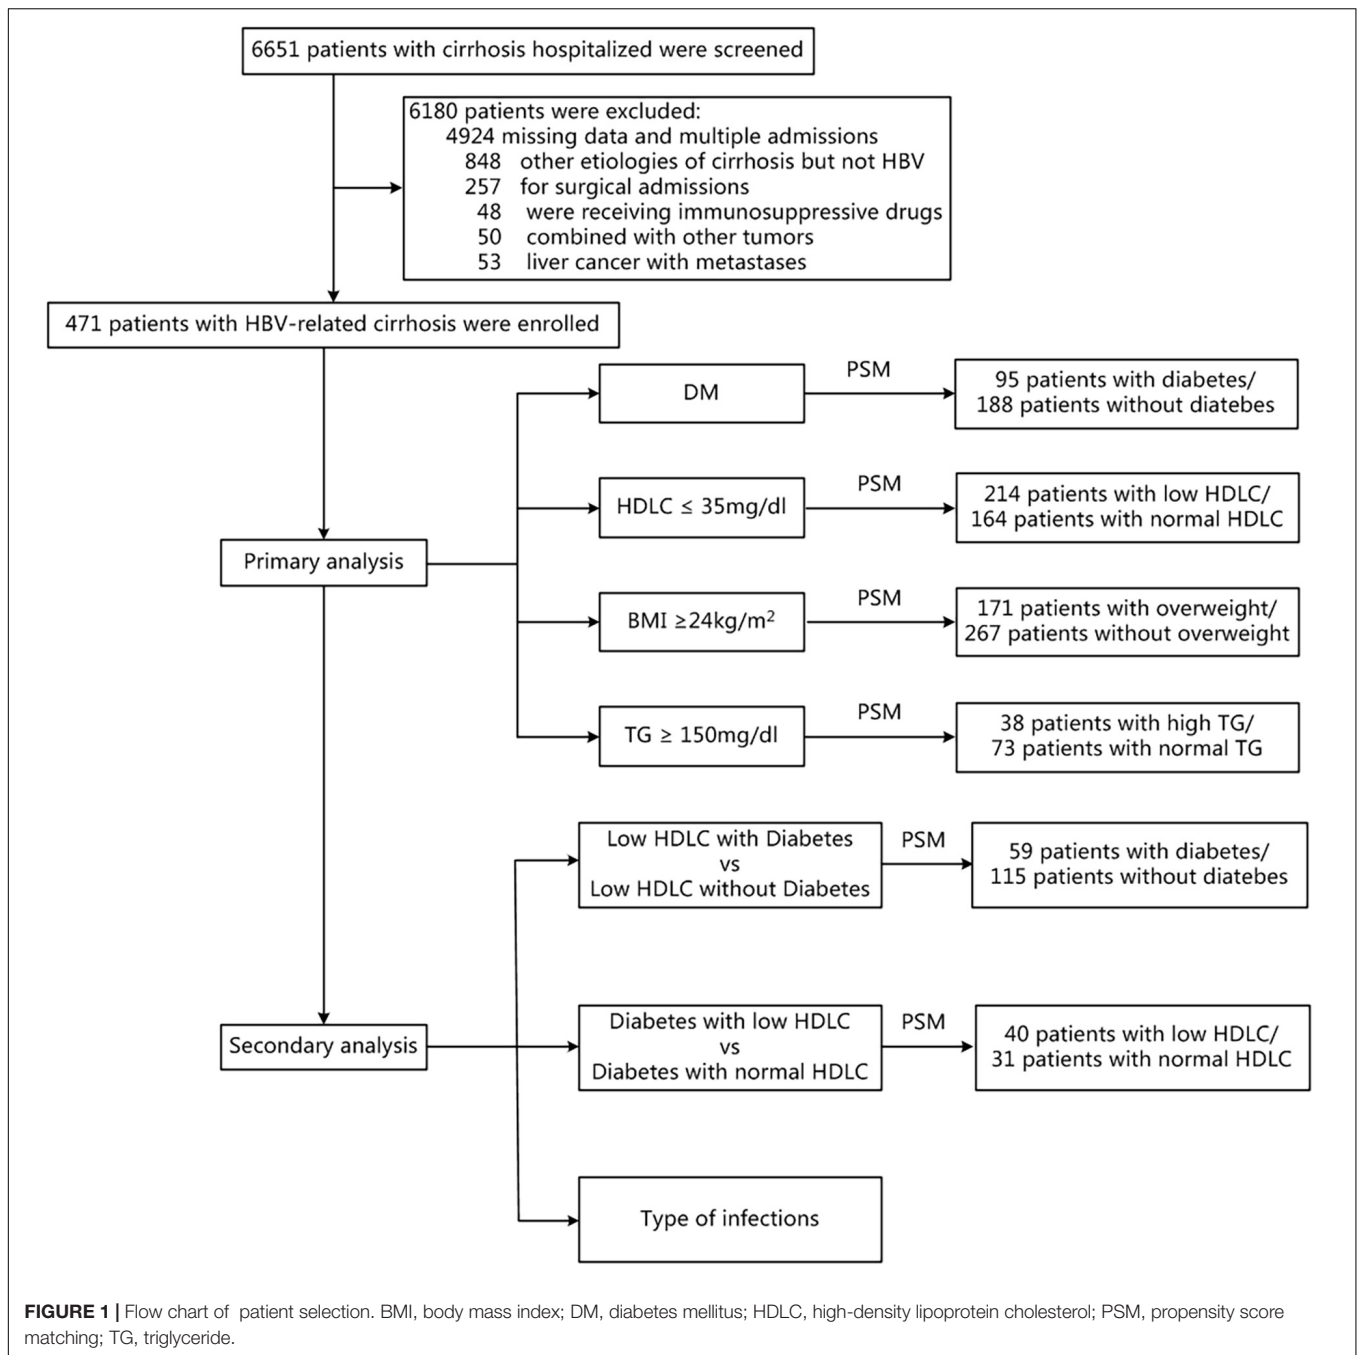 6651 patients with cirrhosis hospitalized were screened
6180 patients were excluded:
4924 missing data and multiple admissions
848 other etiologies of cirrhosis but not HBV
257 for surgical admissions
48 were receiving immunosuppressive drugs
50 combined with other tumors
53 liver cancer with metastases
471 patients with HBV-related cirrhosis were enrolled
Primary analysis
DM
PSM
95 patients with diabetes/
188 patients without diatebes
HDLC ≤ 35mg/dl
PSM
214 patients with low HDLC/
164 patients with normal HDLC
BMI ≥24kg/m²
PSM
171 patients with overweight/
267 patients without overweight
TG ≥ 150mg/dl
PSM
38 patients with high TG/
73 patients with normal TG
Secondary analysis
Low HDLC with Diabetes
vs
Low HDLC without Diabetes
PSM
59 patients with diabetes/
115 patients without diatebes
Diabetes with low HDLC
vs
Diabetes with normal HDLC
PSM
40 patients with low HDLC/
31 patients with normal HDLC
Type of infections
FIGURE 1 | Flow chart of patient selection. BMI, body mass index; DM, diabetes mellitus; HDLC, high-density lipoprotein cholesterol; PSM, propensity score
matching; TG, triglyceride.